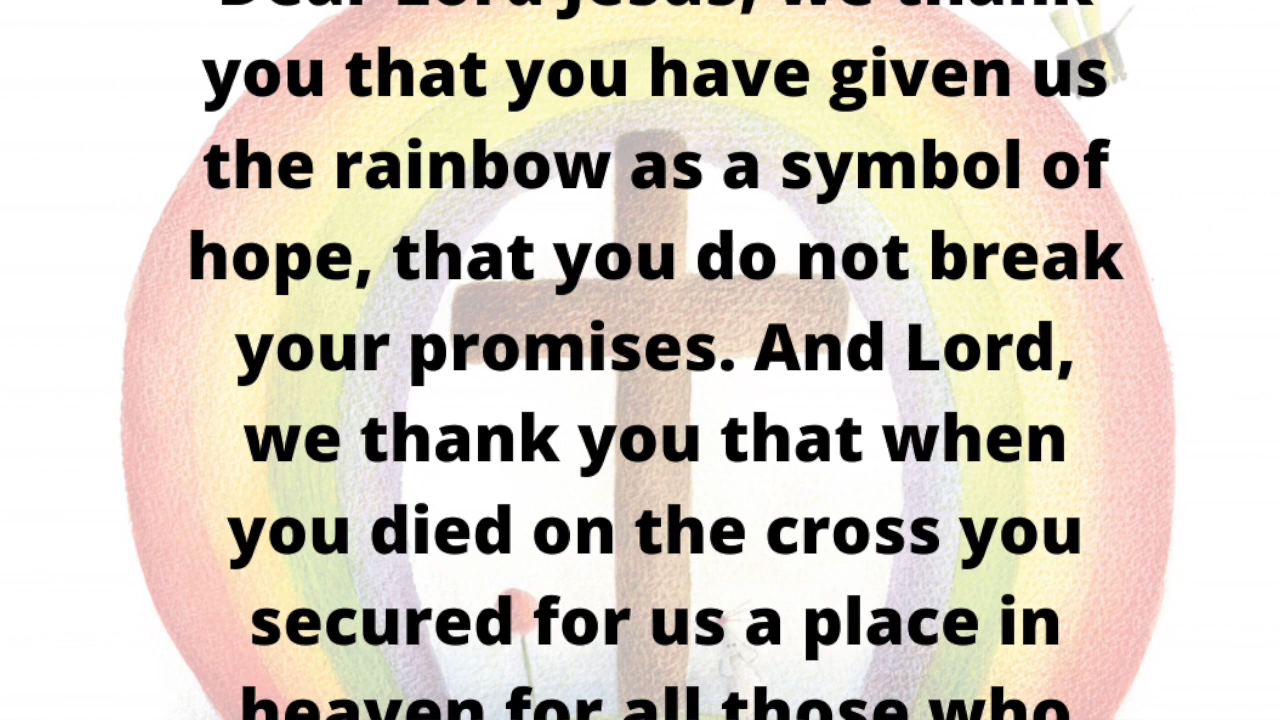 Dear Lord Jesus, we thank
you that you have given us
the rainbow as a symbol of
hope, that you do not break
your promises. And Lord,
we thank you that when
you died on the cross you
secured for us a place in
heaven for all those who